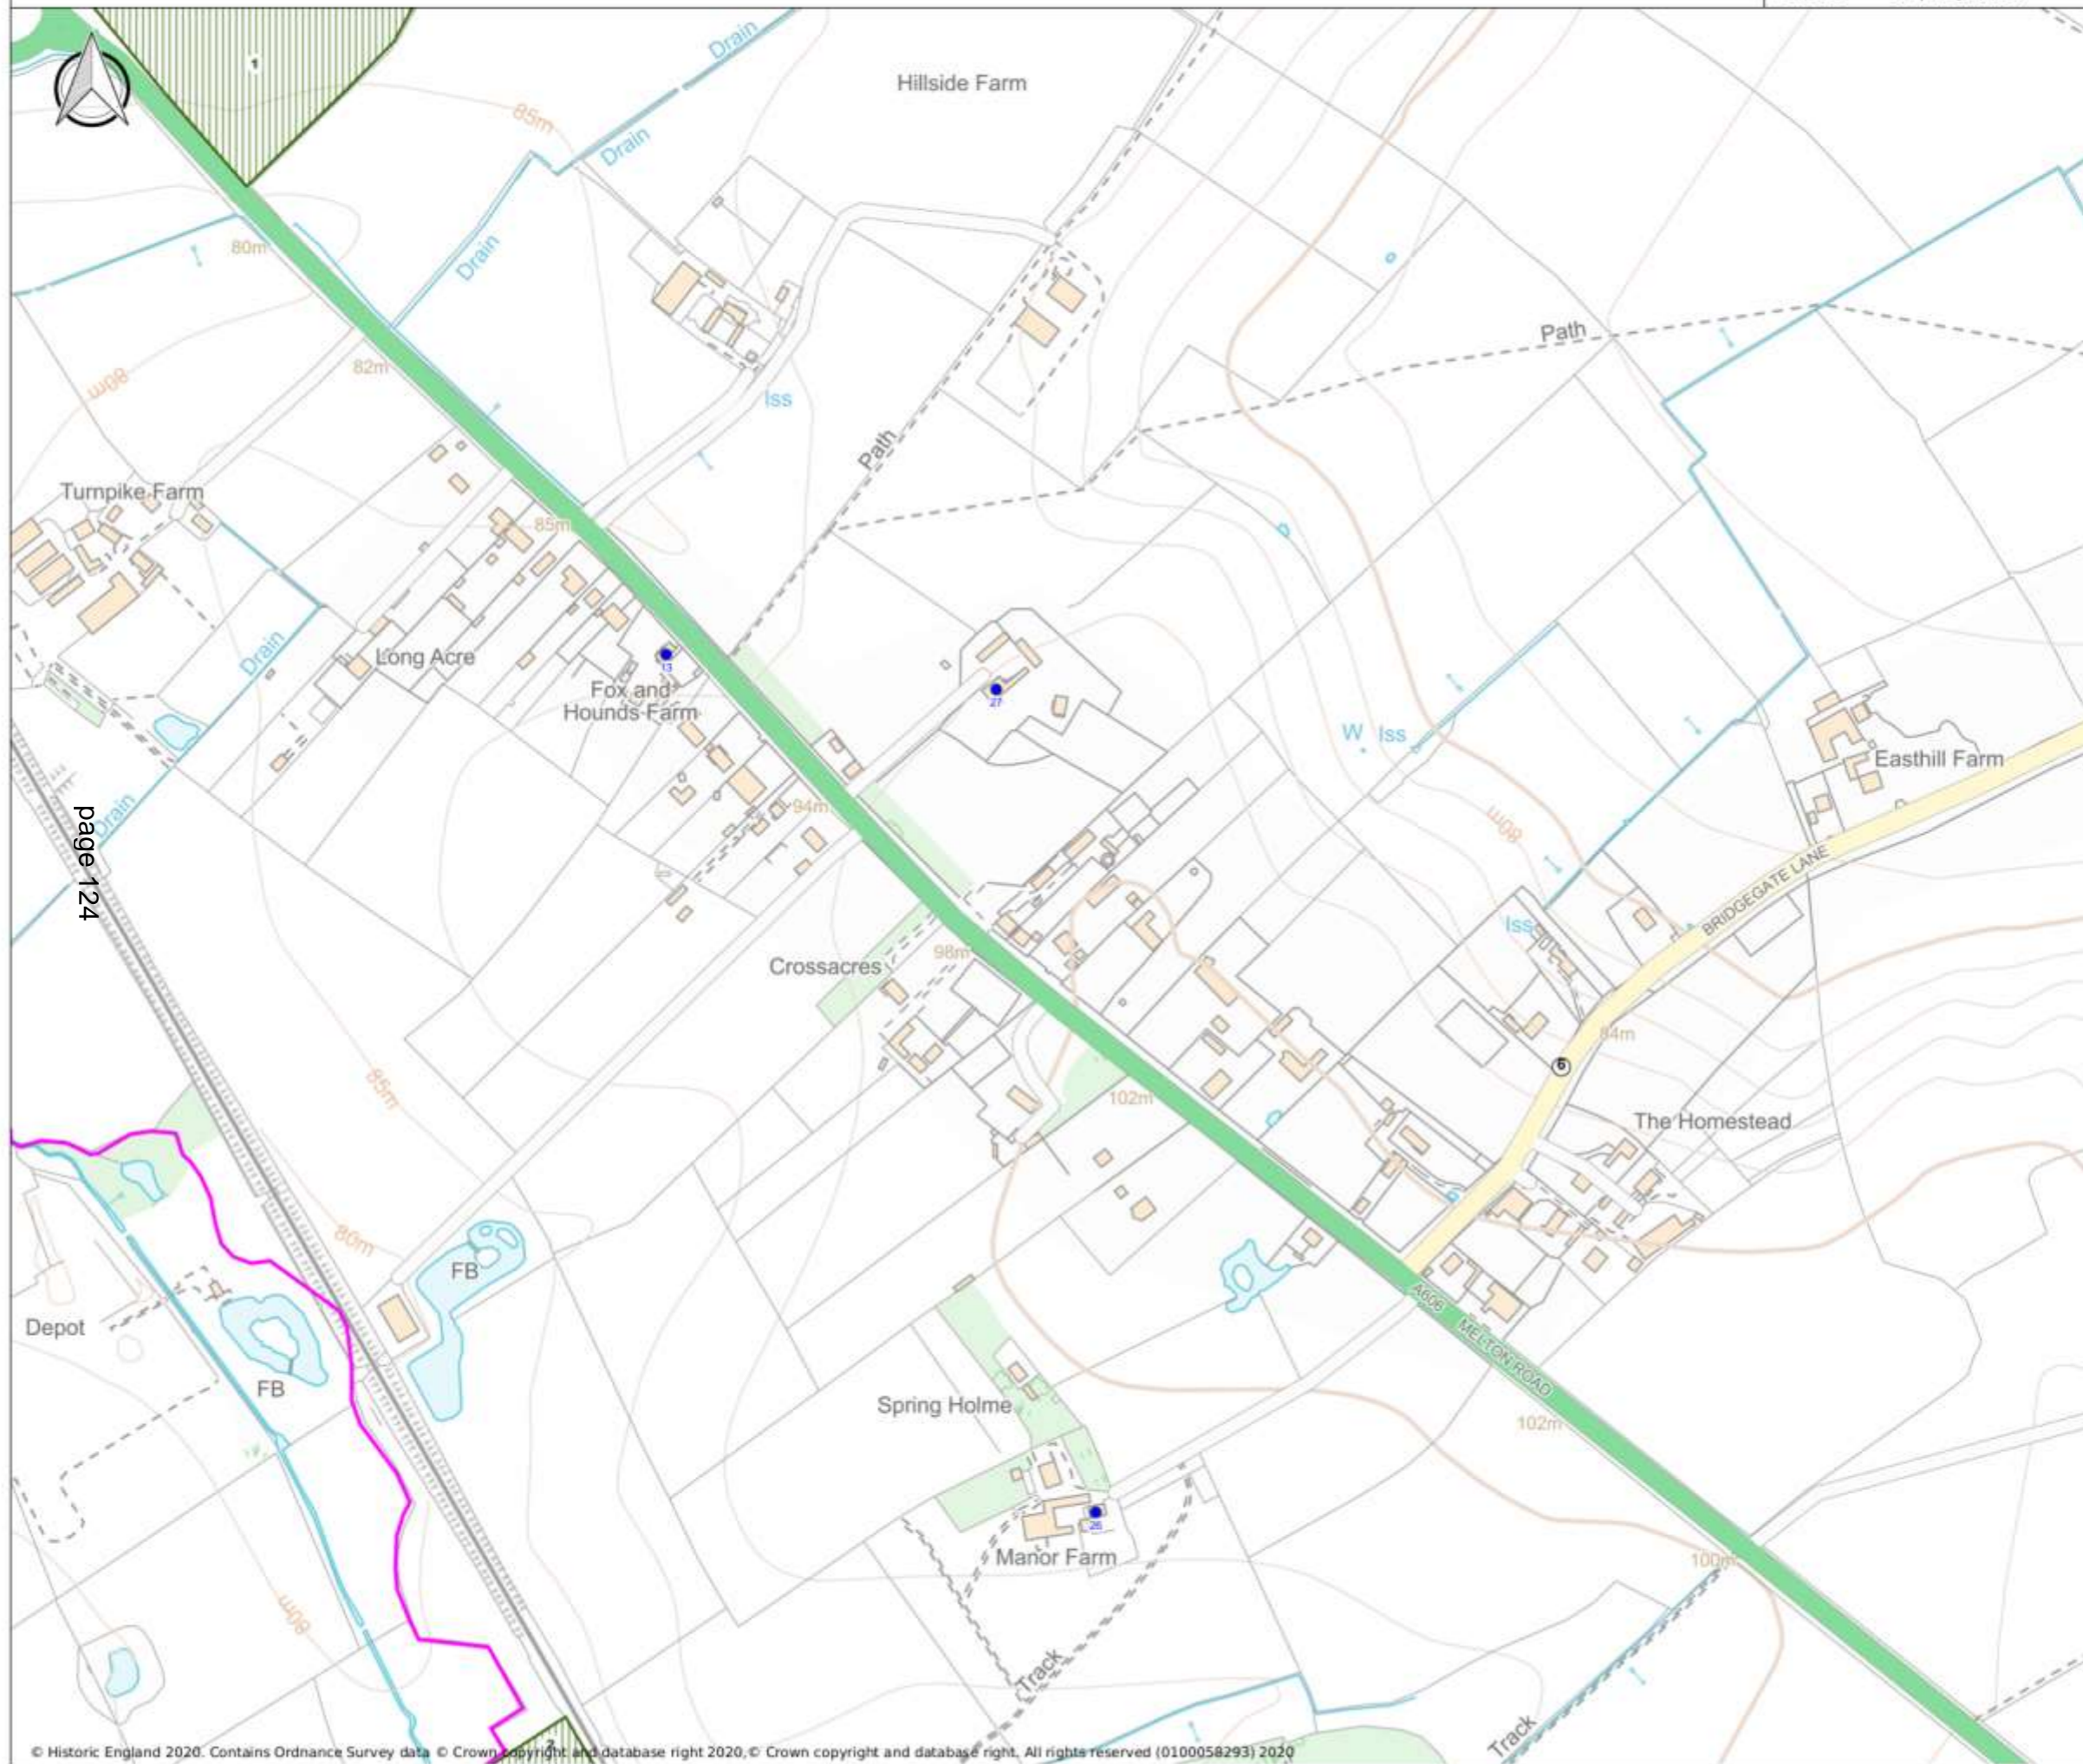 1
Drain
Hillside Farm
85m
Drain
Drain
80m
82m
80m
Path
Iss
Path
Turnpike Farm
85m
Drain
Long Acre
13
Fox and
Hounds Farm
27
W Iss
Easthill Farm
94m
80m
page 124
Drain
BRIDGEGATE LANE
Iss
Crossacres
98m
94m
6
85m
102m
The Homestead
80m
FB
Depot
FB
A606
MELTON ROAD
Spring Holme
102m
26
Manor Farm
100m
80m
Track
Track
2
© Historic England 2020. Contains Ordnance Survey data © Crown copyright and database right 2020,© Crown copyright and database right. All rights reserved (0100058293) 2020